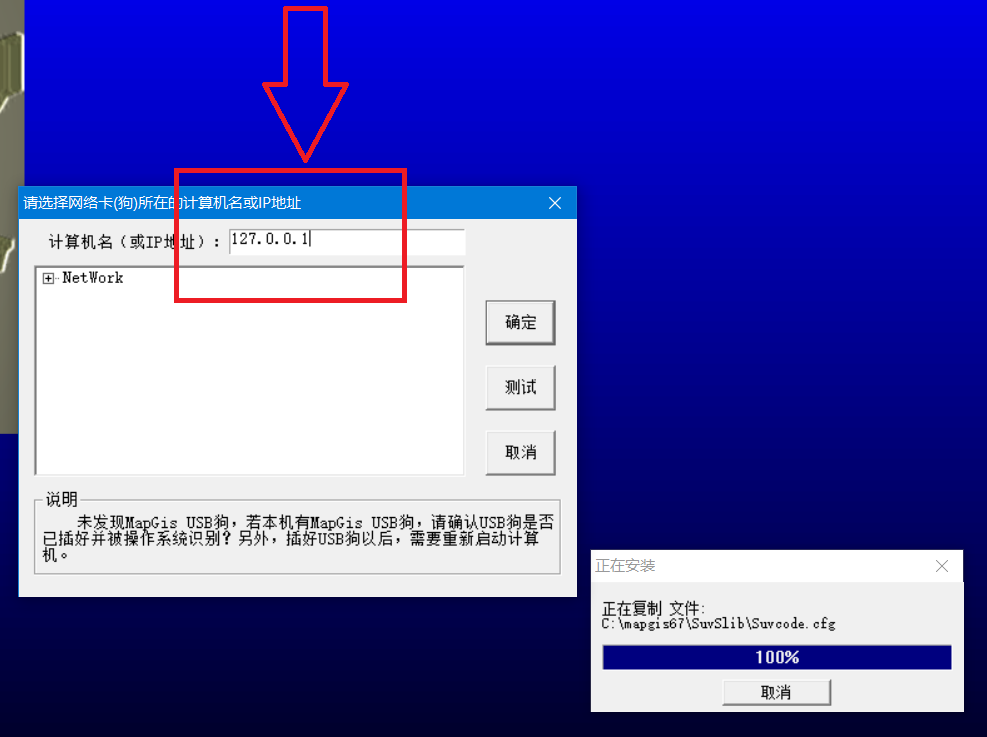 请选择网络卡(狗)所在的计算机名或IP地址
计算机名（或IP地址）：127.0.0.1
NetWork
确定
测试
取消
说明
未发现MapGis USB狗，若本机有MapGis USB狗，请确认USB狗是否
已插好并被操作系统识别？另外，插好USB狗以后，需要重新启动计算
机。
正在安装
正在复制 文件:
C:\mapgis67\SuvSlib\Suvcode.cfg
100%
取消